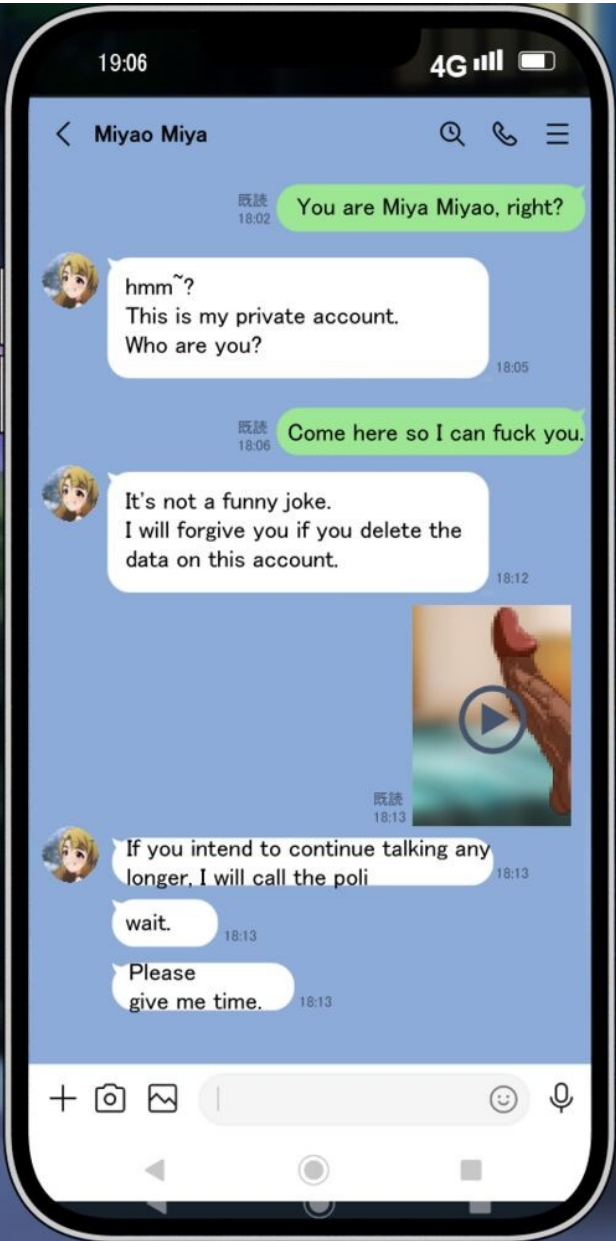 19:06
4G
Miyao Miya
既読
18:02
You are Miya Miyao, right?
hmm~?
This is my private account.
Who are you?
18:05
既読
18:06
Come here so I can fuck you.
It's not a funny joke.
I will forgive you if you delete the
data on this account.
18:12
既読
18:13
If you intend to continue talking any
longer, I will call the poli
18:13
wait.
18:13
Please
give me time.
18:13